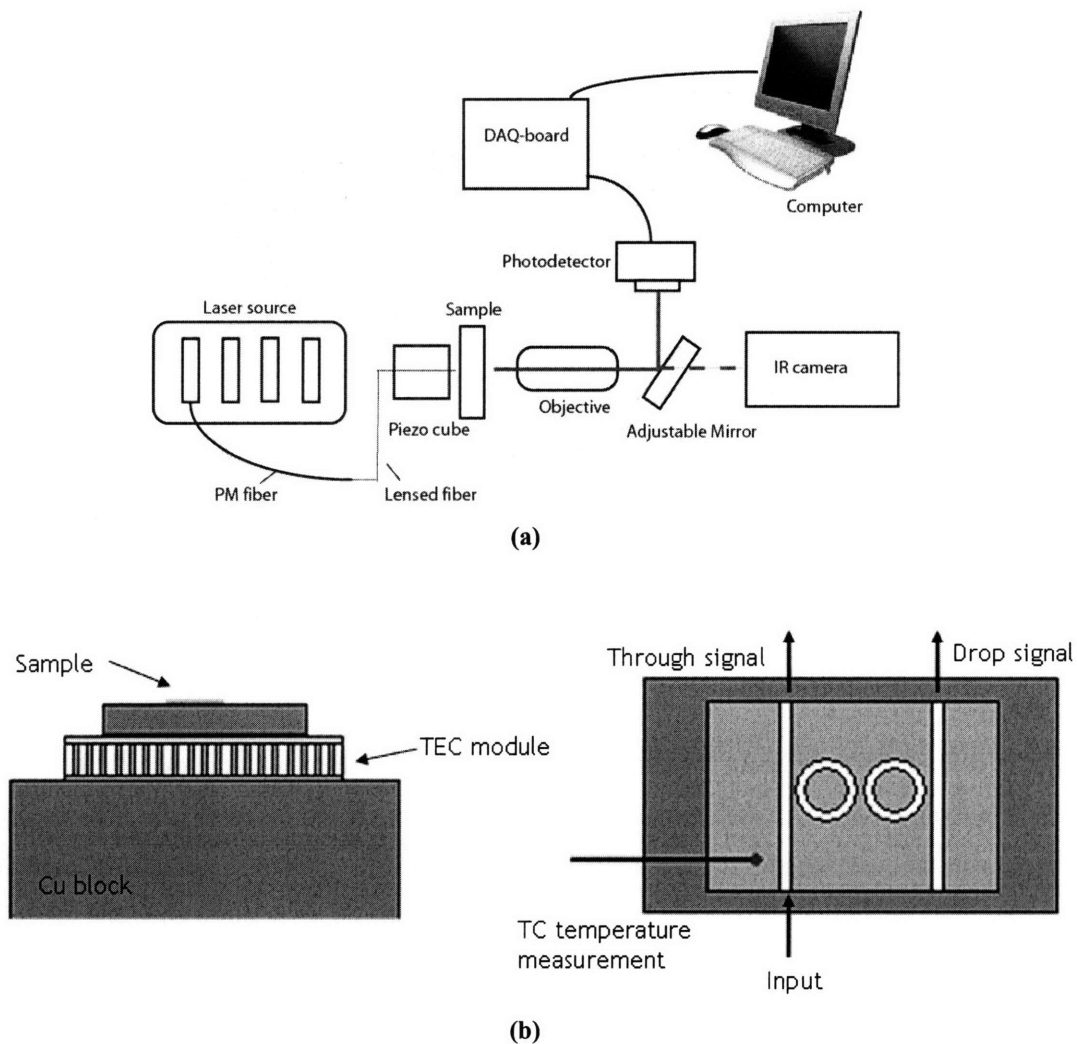 DAQ-board
Computer
Photodetector
Laser source
Sample
IR camera
Objective
Piezo cube
Adjustable Mirror
PM fiber
Lensed fiber
(a)
Sample
TEC module
Cu block
Through signal
Drop signal
TC temperature
measurement
Input
(b)